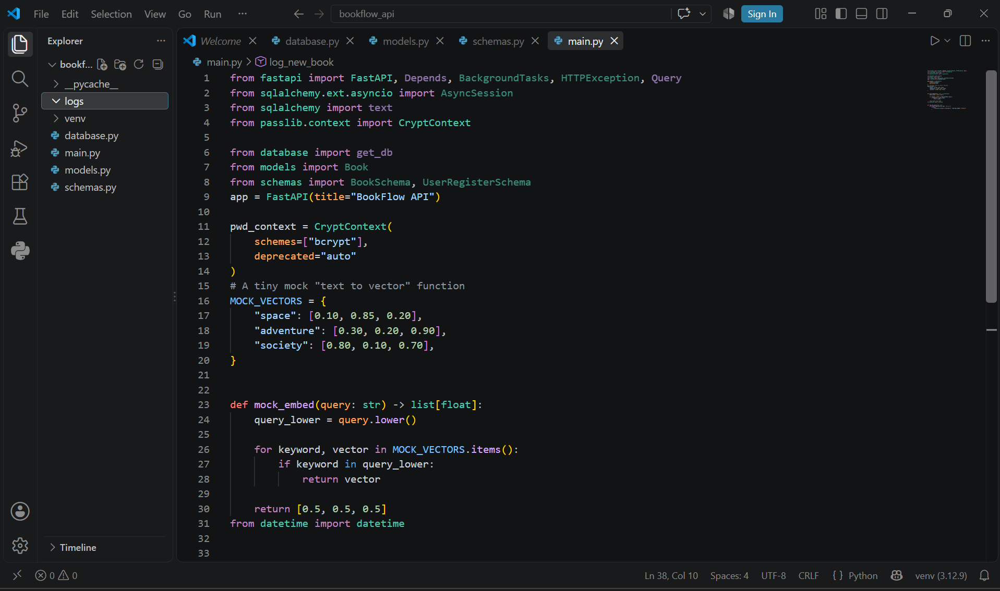 File Edit Selection View Go Run ··· bookflow_api Sign In
Explorer ···
bookf...
__pycache__
logs
venv
database.py
main.py
models.py
schemas.py
Timeline
Welcome database.py models.py schemas.py main.py
main.py > log_new_book
1 from fastapi import FastAPI, Depends, BackgroundTasks, HTTPException, Query
2 from sqlalchemy.ext.asyncio import AsyncSession
3 from sqlalchemy import text
4 from passlib.context import CryptContext
5
6 from database import get_db
7 from models import Book
8 from schemas import BookSchema, UserRegisterSchema
9 app = FastAPI(title="BookFlow API")
10
11 pwd_context = CryptContext(
12     schemes=["bcrypt"],
13     deprecated="auto"
14 )
15 # A tiny mock "text to vector" function
16 MOCK_VECTORS = {
17     "space": [0.10, 0.85, 0.20],
18     "adventure": [0.30, 0.20, 0.90],
19     "society": [0.80, 0.10, 0.70],
20 }
21
22
23 def mock_embed(query: str) -> list[float]:
24     query_lower = query.lower()
25
26     for keyword, vector in MOCK_VECTORS.items():
27         if keyword in query_lower:
28             return vector
29
30     return [0.5, 0.5, 0.5]
31 from datetime import datetime
32
33
0 0 Ln 38, Col 10 Spaces: 4 UTF-8 CRLF { } Python venv (3.12.9)